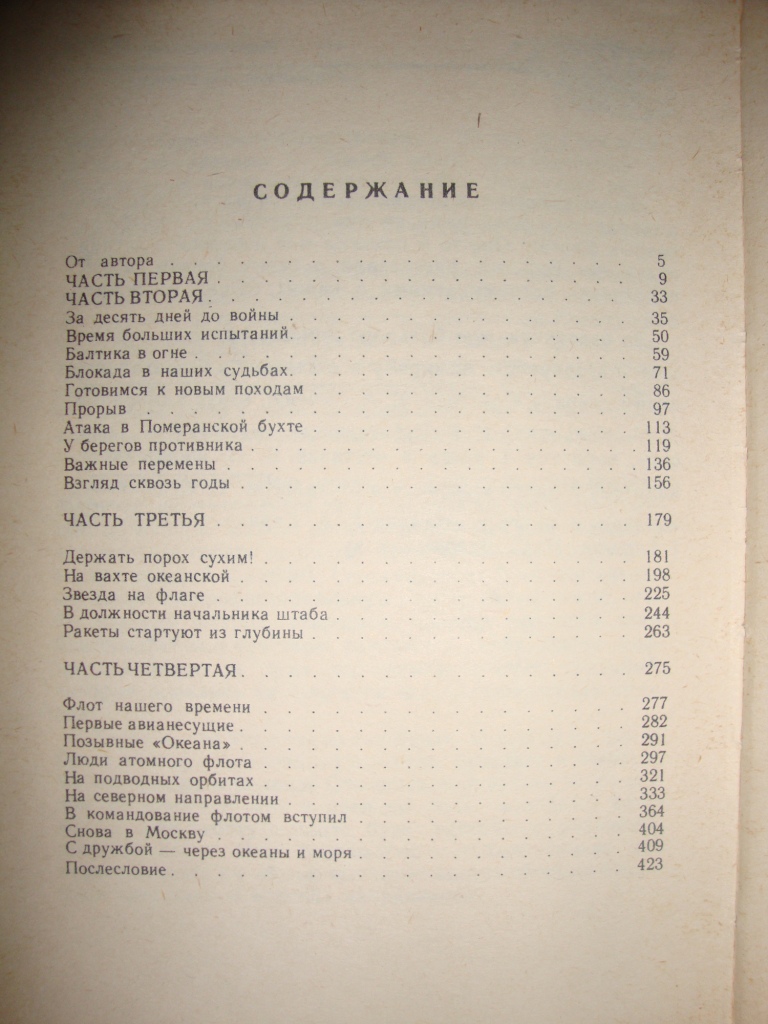 СОДЕРЖАНИЕ
От автора . . . . . . . . . . . . . . . . . . . 5
ЧАСТЬ ПЕРВАЯ . . . . . . . . . . . . . . . . . 9
ЧАСТЬ ВТОРАЯ . . . . . . . . . . . . . . . . . 33
За десять дней до войны . . . . . . . . . . . . 35
Время больших испытаний . . . . . . . . . . . . 50
Балтика в огне . . . . . . . . . . . . . . . . 59
Блокада в наших судьбах . . . . . . . . . . . . 71
Готовимся к новым походам . . . . . . . . . . . 86
Прорыв . . . . . . . . . . . . . . . . . . . . 97
Атака в Померанской бухте . . . . . . . . . . . 113
У берегов противника . . . . . . . . . . . . . 119
Важные перемены . . . . . . . . . . . . . . . 136
Взгляд сквозь годы . . . . . . . . . . . . . . 156
ЧАСТЬ ТРЕТЬЯ . . . . . . . . . . . . . . . . . 179
Держать порох сухим! . . . . . . . . . . . . . 181
На вахте океанской . . . . . . . . . . . . . . 198
Звезда на флаге . . . . . . . . . . . . . . . 225
В должности начальника штаба . . . . . . . . . 244
Ракеты стартуют из глубины . . . . . . . . . . 263
ЧАСТЬ ЧЕТВЕРТАЯ . . . . . . . . . . . . . . . 275
Флот нашего времени . . . . . . . . . . . . . 277
Первые авианесущие . . . . . . . . . . . . . . 282
Позывные «Океана» . . . . . . . . . . . . . . 291
Люди атомного флота . . . . . . . . . . . . . 297
На подводных орбитах . . . . . . . . . . . . . 321
На северном направлении . . . . . . . . . . . 333
В командование флотом вступил . . . . . . . . 364
Снова в Москву . . . . . . . . . . . . . . . . 404
С дружбой — через океаны и моря . . . . . . . . 409
Послесловие . . . . . . . . . . . . . . . . . 423